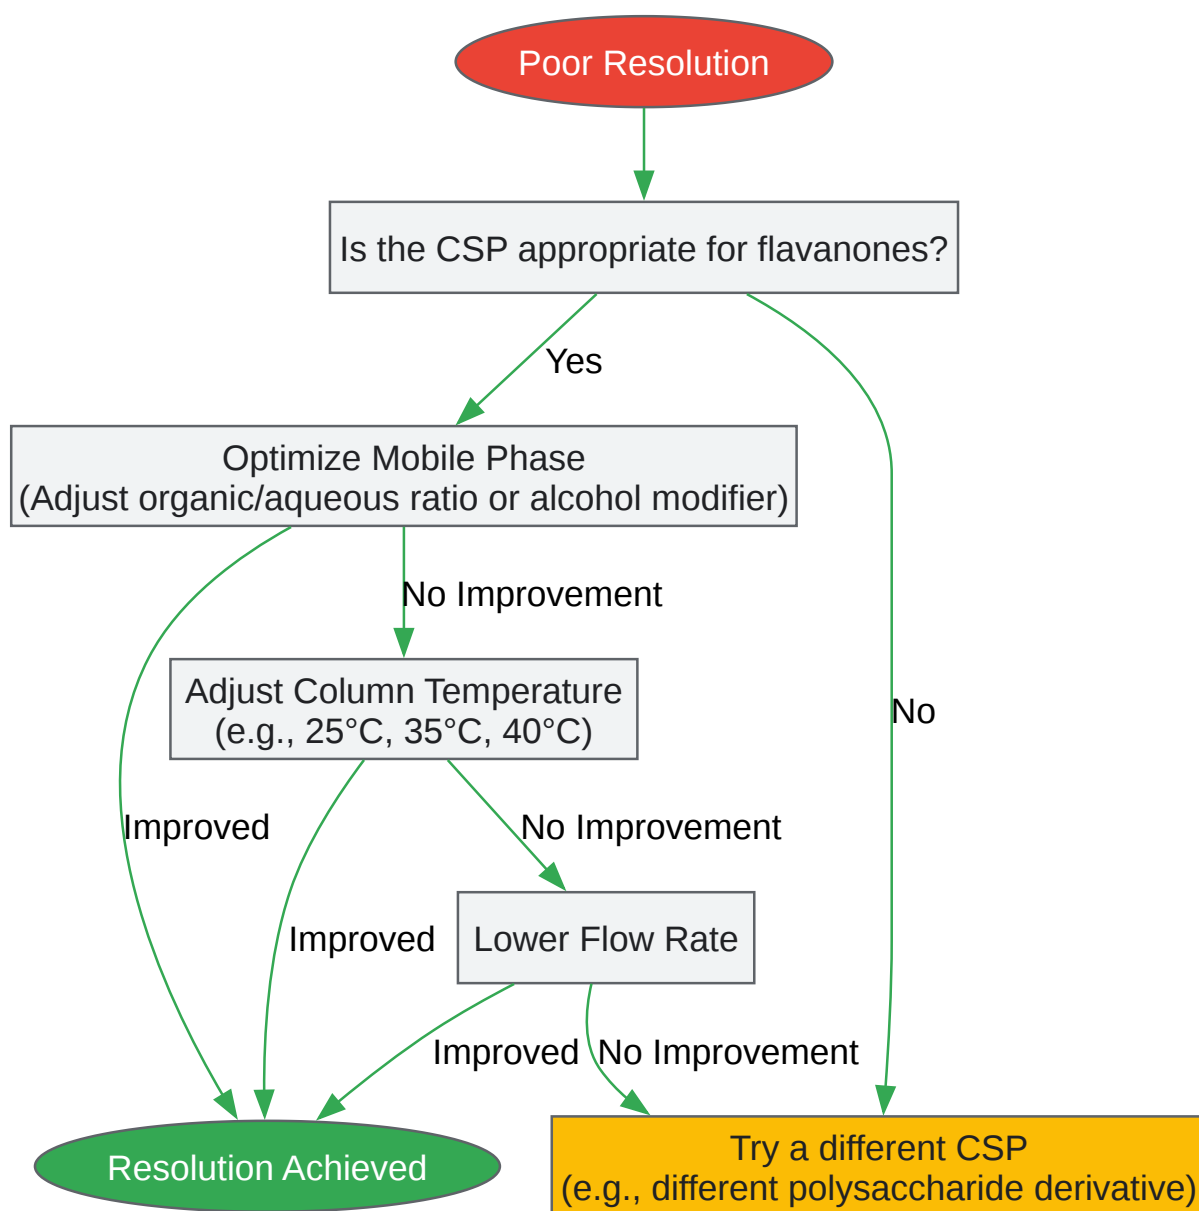 Poor Resolution
Is the CSP appropriate for flavanones?
Yes
Optimize Mobile Phase
(Adjust organic/aqueous ratio or alcohol modifier)
No Improvement
Adjust Column Temperature
(e.g., 25°C, 35°C, 40°C)
No
Improved
No Improvement
Improved
Lower Flow Rate
Improved
No Improvement
Resolution Achieved
Try a different CSP
(e.g., different polysaccharide derivative)